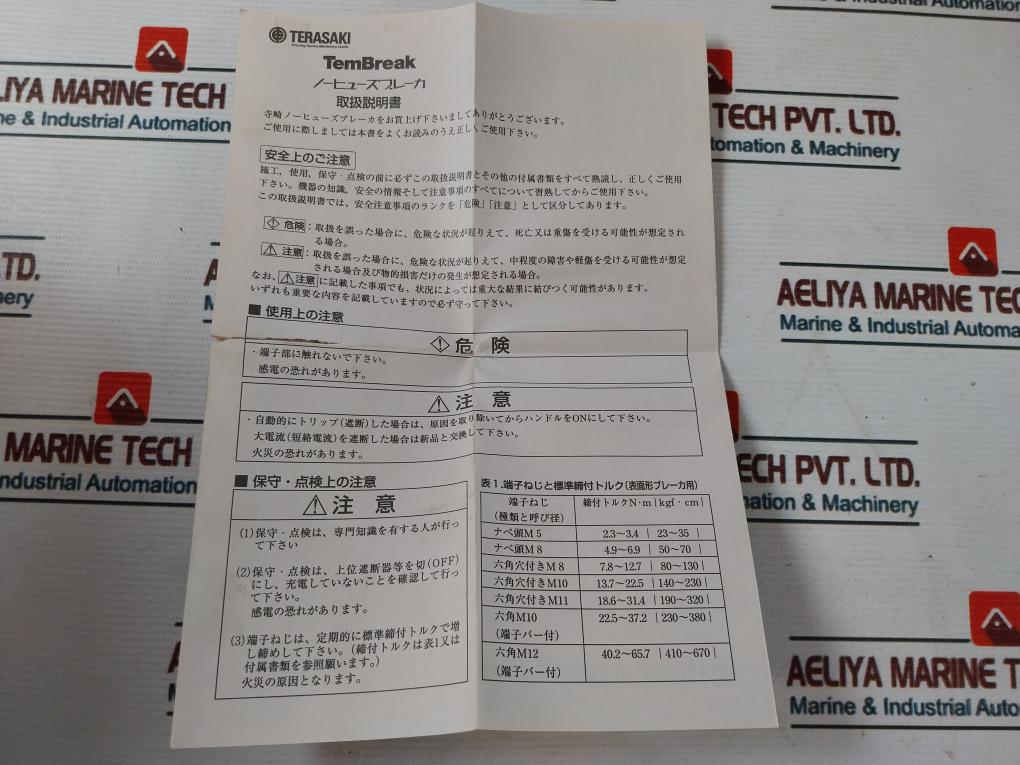 TERASAKI
TemBreak
ノーヒューズブレーカ
取扱説明書
寺崎ノーヒューズブレーカをお買上げ下さいましてありがとうございます。
ご使用に際しましては本書をよくお読みのうえ正しくご使用下さい。
安全上のご注意
施工，使用，保守・点検の前に必ずこの取扱説明書とその他の付属書類をすべて熟読し、正しくご使用
下さい。機器の知識，安全の情報そして注意事項のすべてについて習熟してからご使用下さい。
この取扱説明書では、安全注意事項のランクを「危険」「注意」として区分してあります。
危険：取扱を誤った場合に、危険な状況が起りえて、死亡又は重傷を受ける可能性が想定され
る場合。
注意：取扱を誤った場合に、危険な状況が起りえて、中程度の障害や軽傷を受ける可能性が想定
される場合及び物的損害だけの発生が想定される場合。
なお、注意に記載した事項でも、状況によっては重大な結果に結びつく可能性があります。
いずれも重要な内容を記載していますので必ず守って下さい。
■ 使用上の注意
危 険
・端子部に触れないで下さい。
感電の恐れがあります。
注 意
・自動的にトリップ（遮断）した場合は、原因を取り除いてからハンドルをONにして下さい。
大電流（短絡電流）を遮断した場合は新品と交換して下さい。
火災の恐れがあります。
■ 保守・点検上の注意
注 意
(1)保守・点検は、専門知識を有する人が行っ
て下さい
(2)保守・点検は、上位遮断器等を切(OFF)
にし、充電していないことを確認して行っ
て下さい。
感電の恐れがあります。
(3)端子ねじは、定期的に標準締付トルクで増
し締めして下さい。（締付トルクは表1又は
付属書類を参照願います。）
火災の原因となります。
表１.端子ねじと標準締付トルク（表面形ブレーカ用）
端子ねじ
（種類と呼び径） 締付トルクN・m｛kgf・cm｝
ナベ頭M 5 2.3～3.4 ｛ 23～35 ｝
ナベ頭M 8 4.9～6.9 ｛ 50～70 ｝
六角穴付きM 8 7.8～12.7 ｛ 80～130｝
六角穴付きM10 13.7～22.5 ｛140～230｝
六角穴付きM11 18.6～31.4 ｛190～320｝
六角M10 22.5～37.2 ｛230～380｝
（端子バー付）
六角M12 40.2～65.7 ｛410～670｝
（端子バー付）
& Industrial Automation
ELIYA MARINE TECH
ne & Industrial Automation
TECH PVT. LTD.
tomation & Machinery
TD.
ery
AELIYA MARINE TEC
Marine & Industrial Automa
MARINE TECH
& Industrial Automation
CH PVT. LTD.
mation & Machinery
AELIYA MARINE T
Marine & Industrial Auto